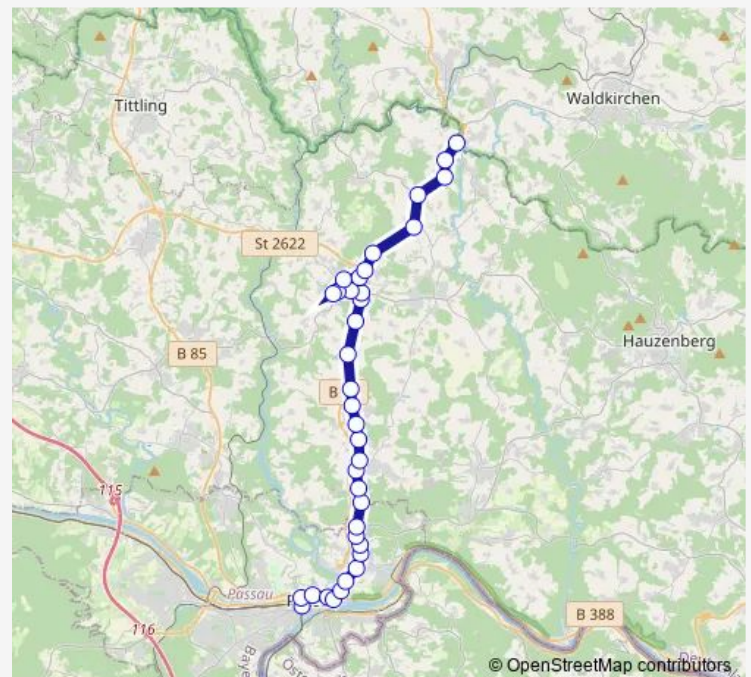 Waldkirchen
Tittling
St 2622
Hauzenberg
B 85
B
115
Passau
B 388
116
© OpenStreetMap contributors